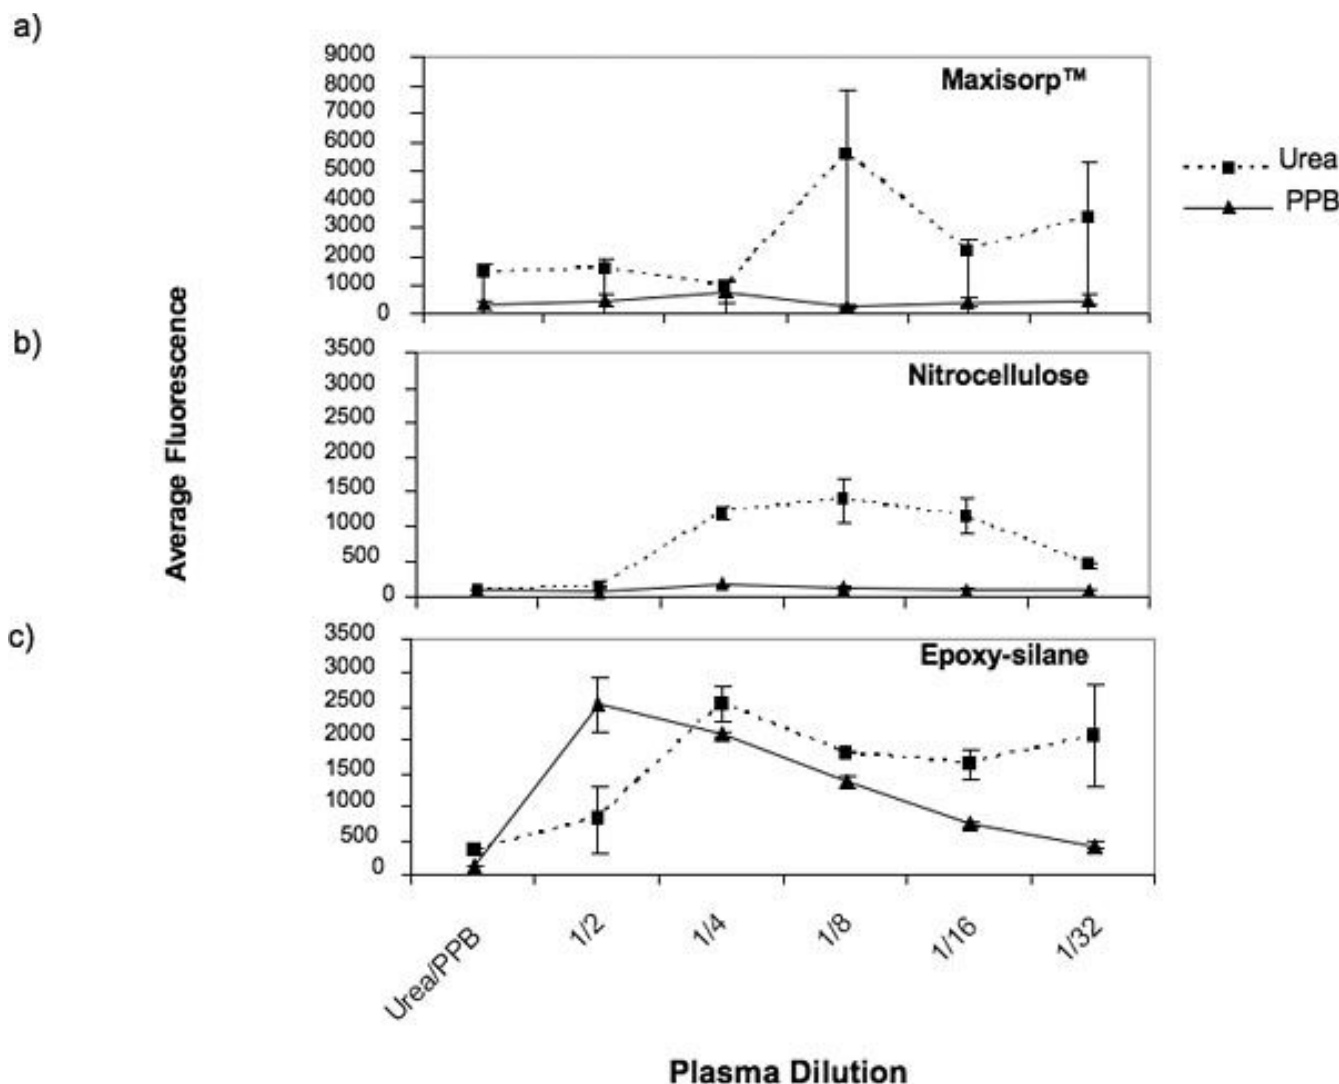 a)
9000
8000
7000
6000
5000
4000
3000
2000
1000
0
Maxisorp™
Urea
PPB
Average Fluorescence
b)
3500
3000
2500
2000
1500
1000
500
0
Nitrocellulose
c)
3500
3000
2500
2000
1500
1000
500
0
Epoxy-silane
Urea/PPB
1/2
1/4
1/8
1/16
1/32
Plasma Dilution